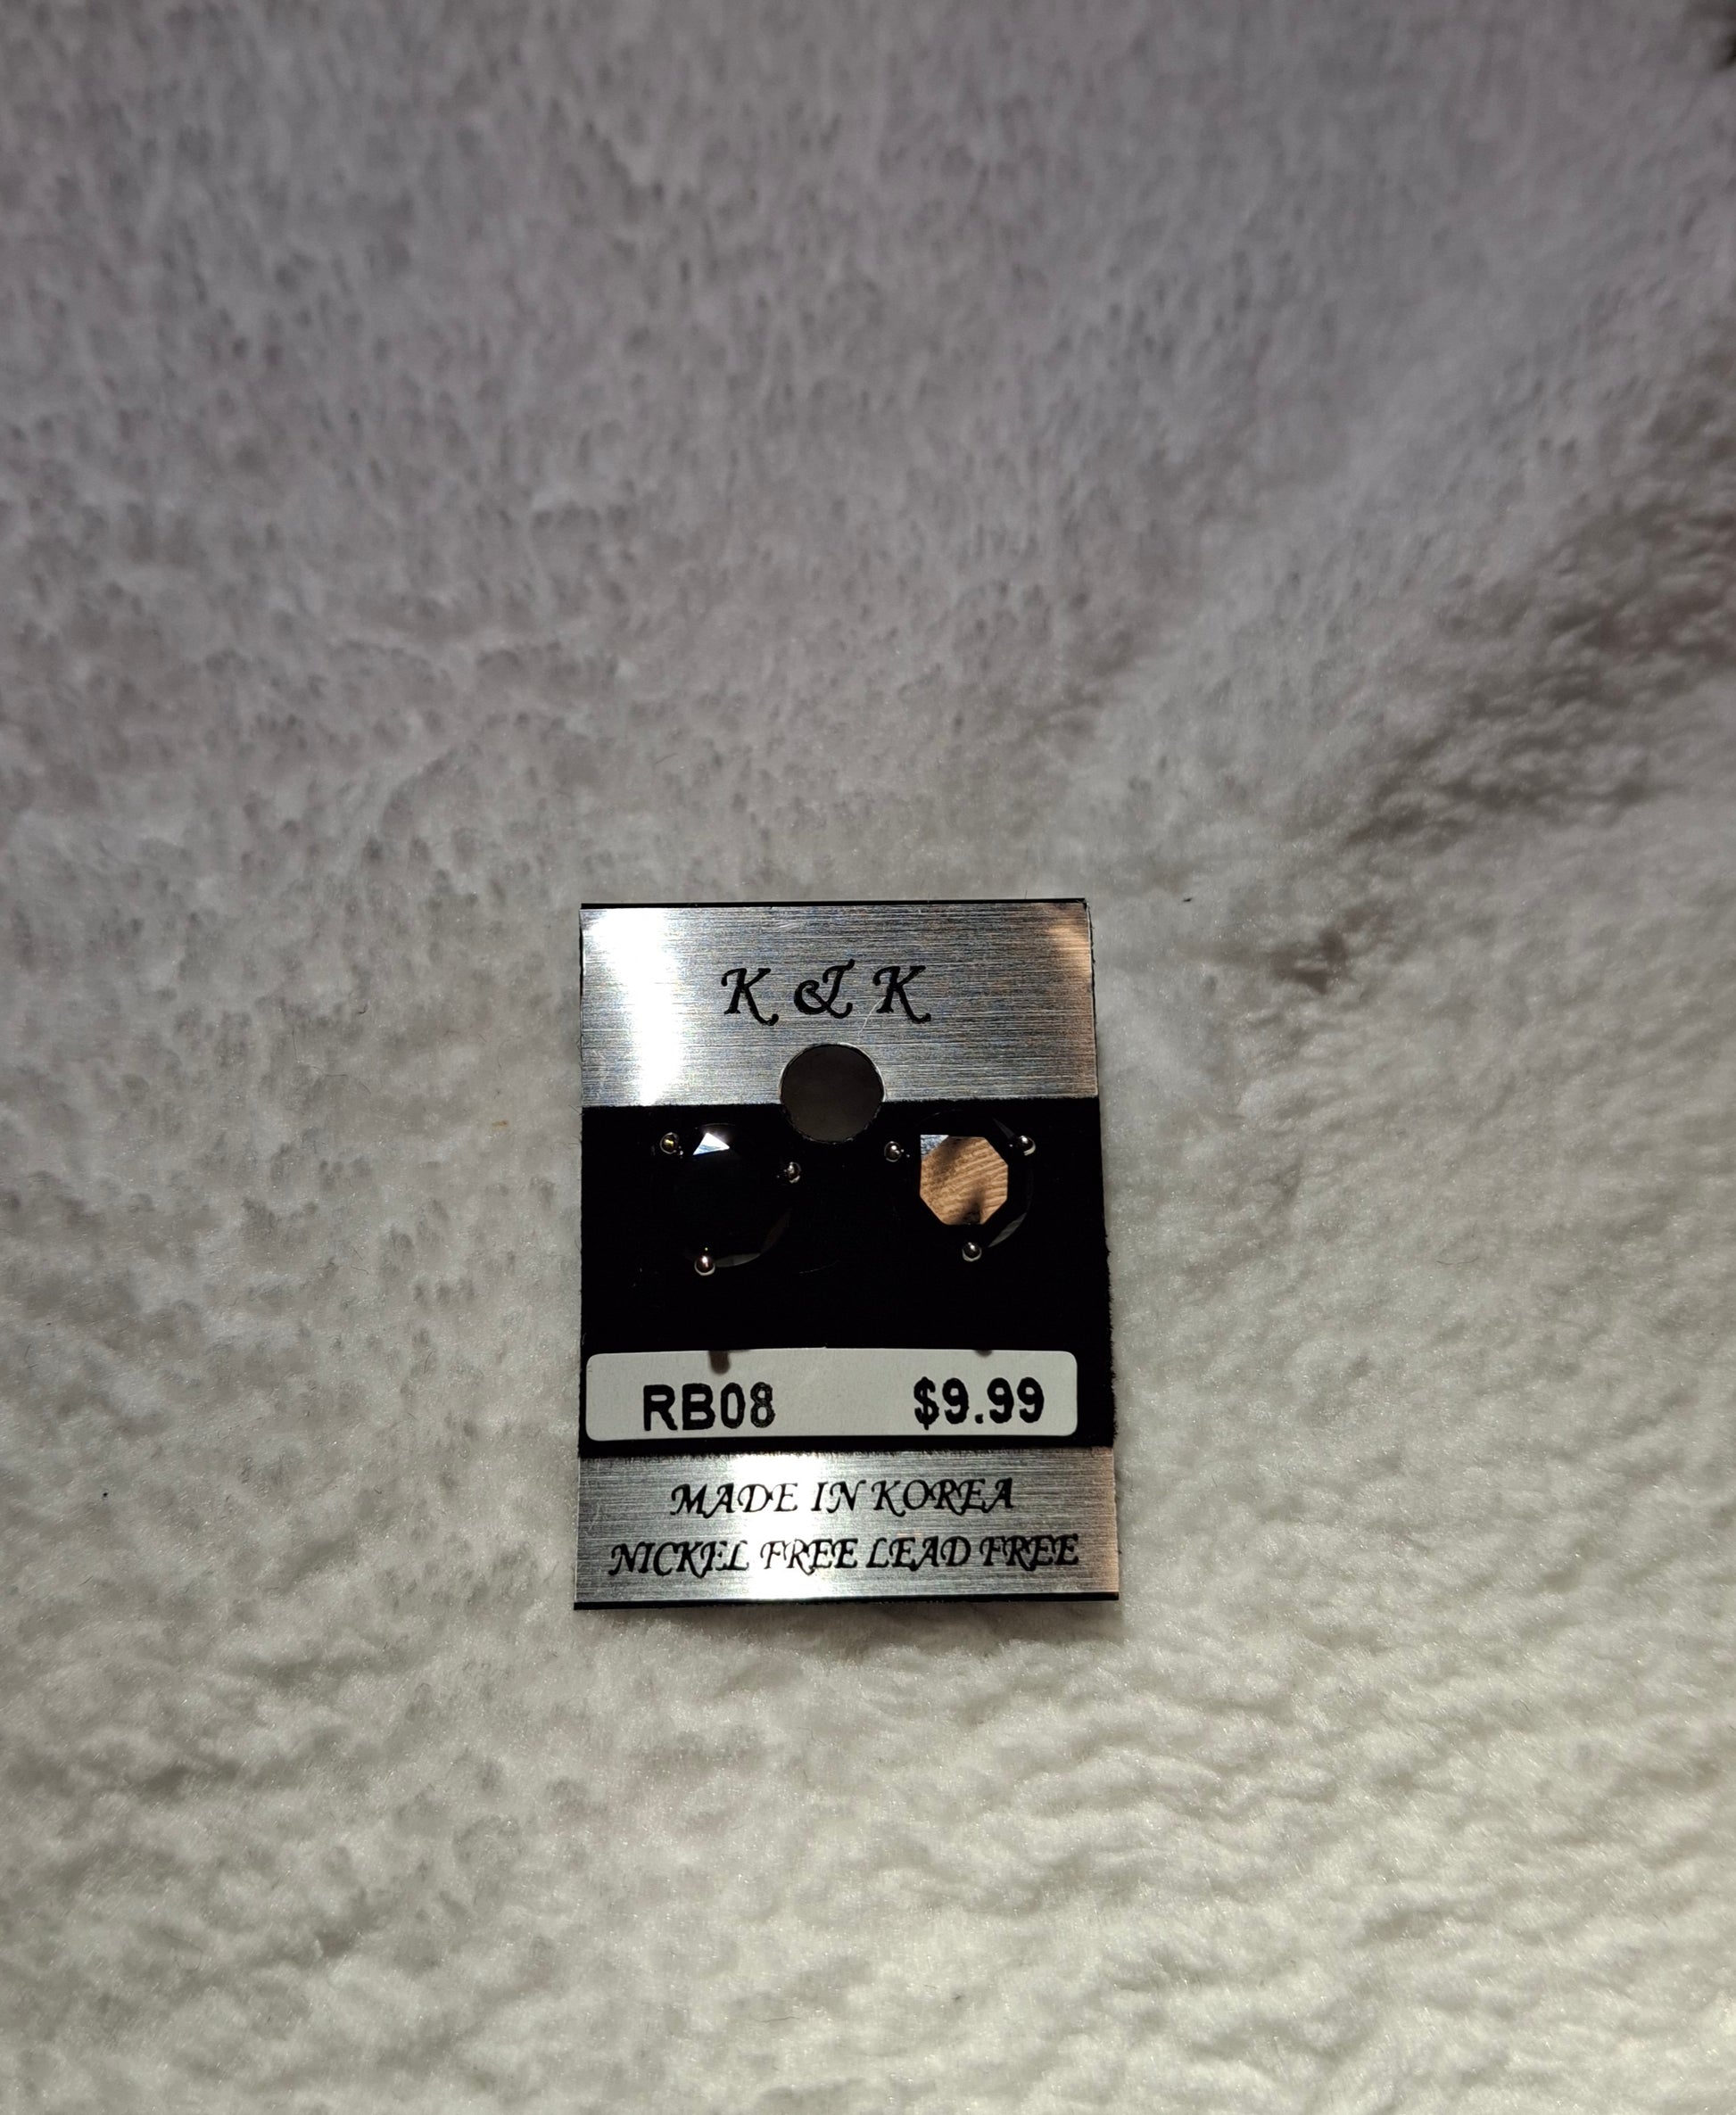 K & K
RB08 $9.99
MADE IN KOREA
NICKEL FREE LEAD FREE